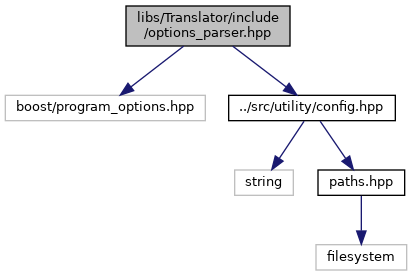 libs/Translator/include
/options_parser.hpp
boost/program_options.hpp
../src/utility/config.hpp
string
paths.hpp
filesystem